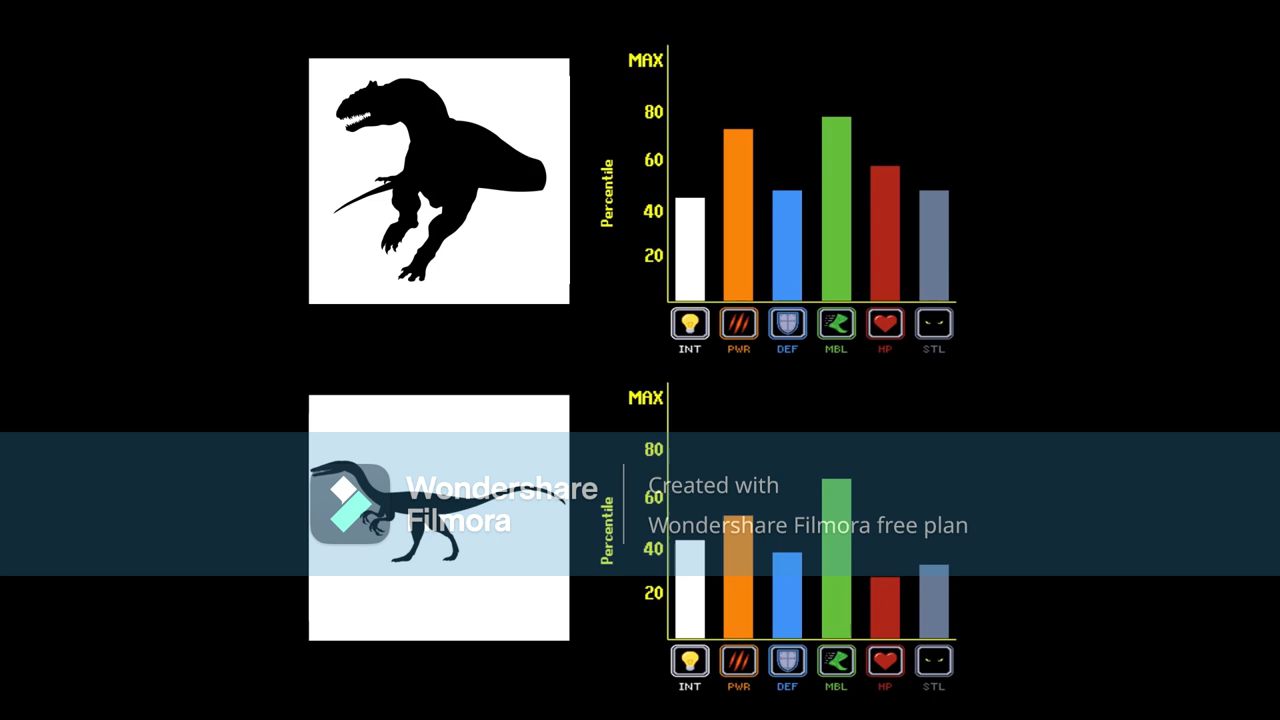 MAX
80
60
40
20
Percentile
INT PWR DEF MBL HP STL
MAX
80
60
40
20
Percentile
Wondershare
Filmora
Created with
Wondershare Filmora free plan
INT PWR DEF MBL HP STL